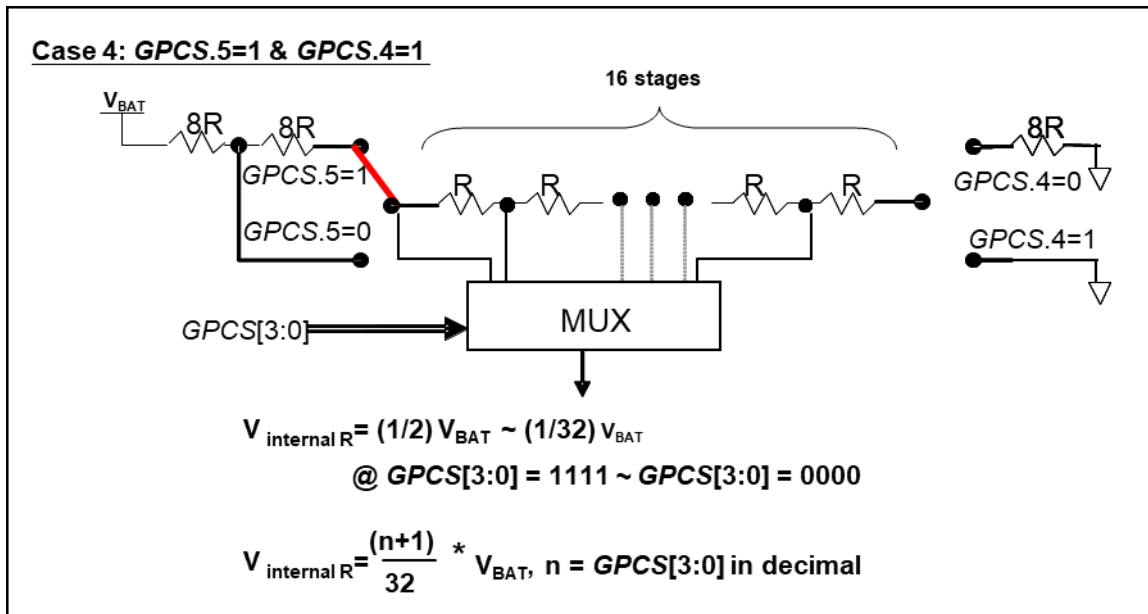 Case 4: GPCS.5=1 & GPCS.4=1
16 stages
VBAT
8R 8R 8R
GPCS.5=1
R R R R
GPCS.4=0
GPCS.5=0
GPCS.4=1
GPCS[3:0]
MUX
V internal R= (1/2) VBAT ~ (1/32) VBAT
@ GPCS[3:0] = 1111 ~ GPCS[3:0] = 0000
V internal R= (n+1)/32 * VBAT, n = GPCS[3:0] in decimal